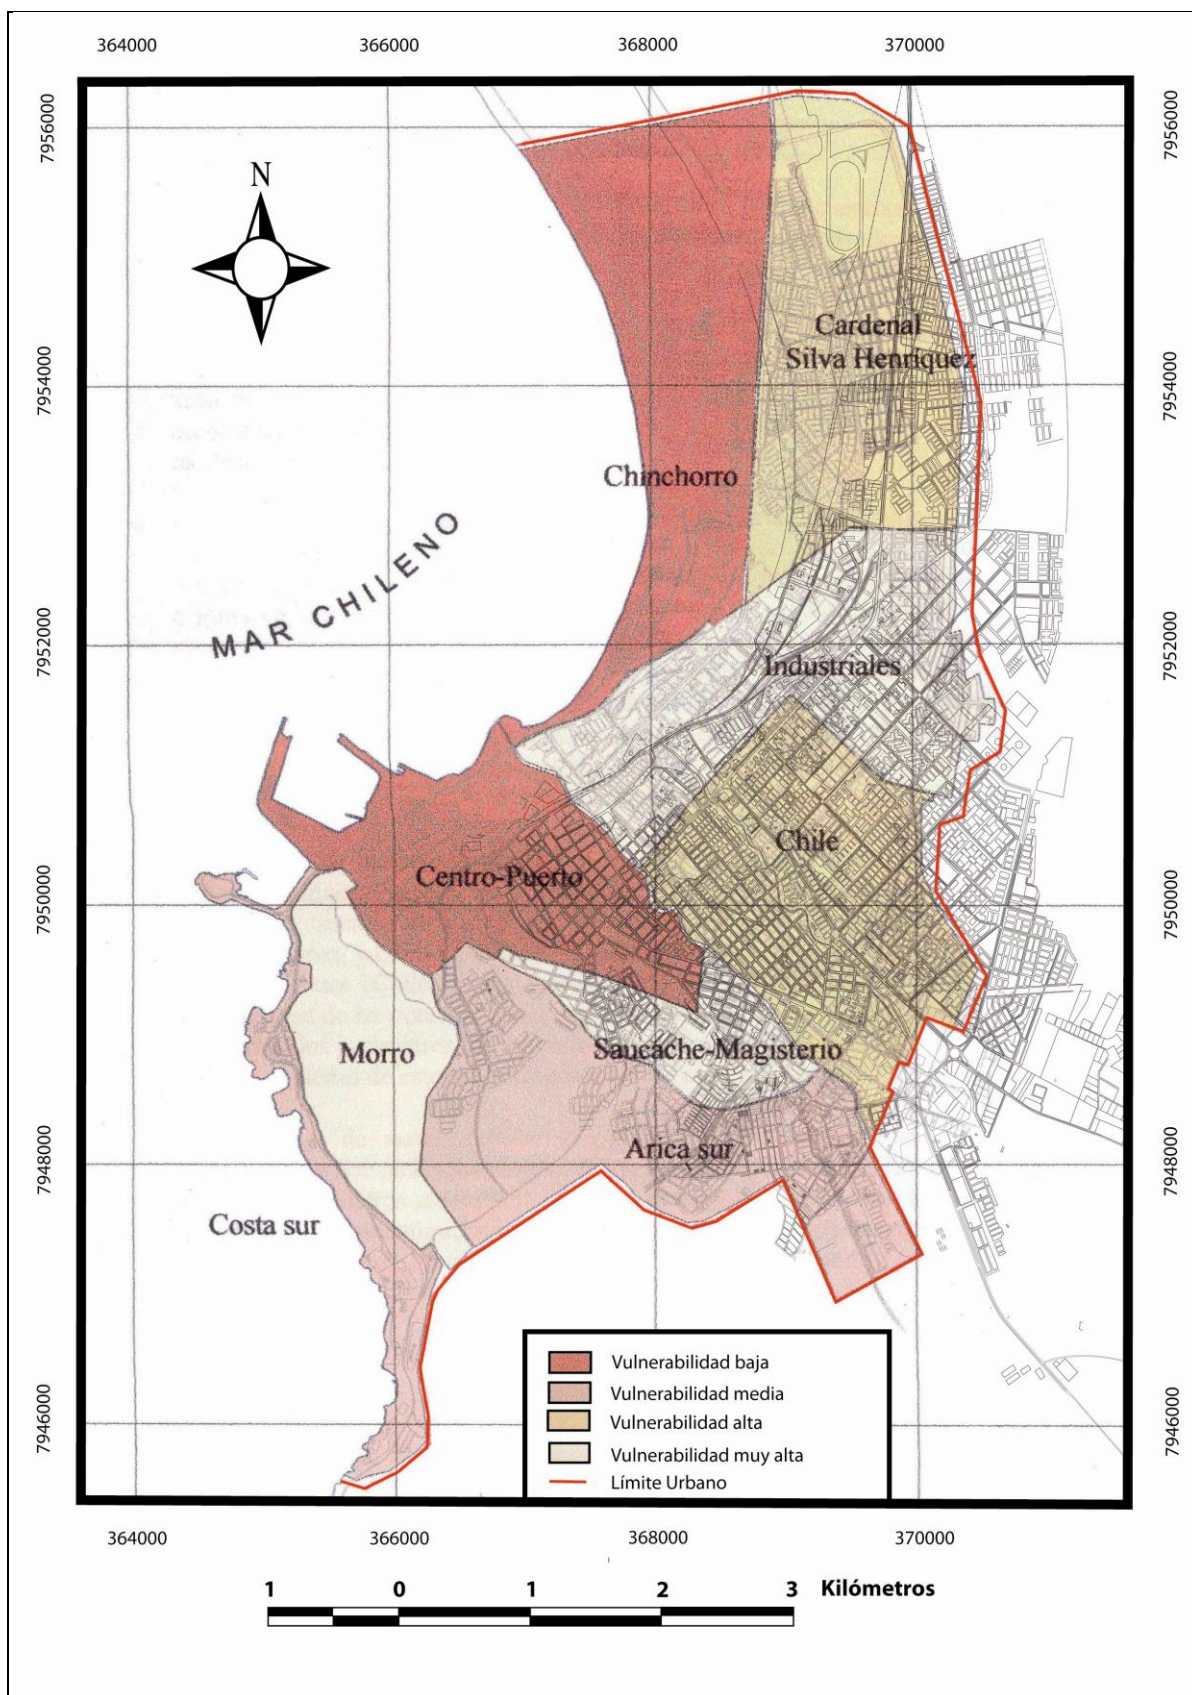 364000 366000 368000 370000
7956000
7956000
N
Cardenal
Silva Henríquez
7954000
7954000
Chinchorro
MAR CHILENO
7952000
7952000
Industriales
Chile
Centro-Puerto
7950000
7950000
Morro
Saucache-Magisterio
Arica sur
7948000
7948000
Costa sur
Vulnerabilidad baja
Vulnerabilidad media
Vulnerabilidad alta
Vulnerabilidad muy alta
Límite Urbano
7946000
7946000
364000 366000 368000 370000
1 0 1 2 3 Kilómetros